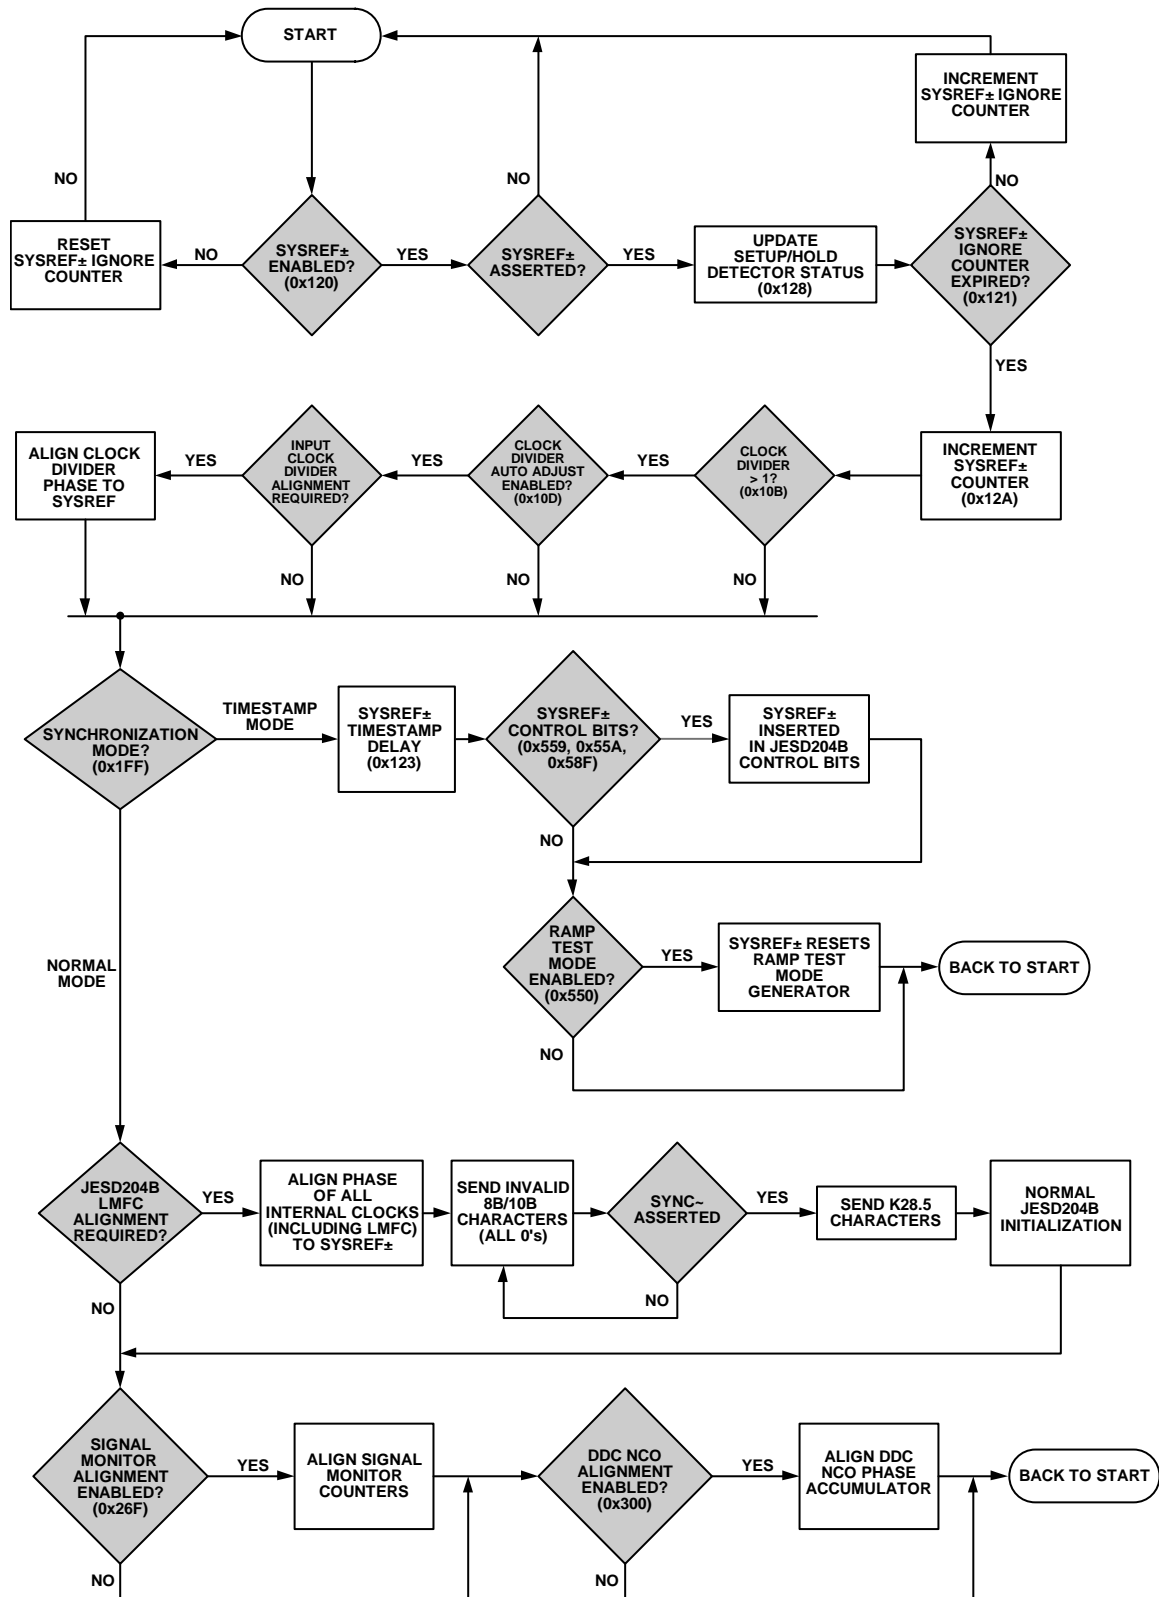 START
INCREMENT
SYSREF± IGNORE
COUNTER
NO
NO
NO
RESET
SYSREF± IGNORE
COUNTER
NO
SYSREF±
ENABLED?
(0x120)
YES
SYSREF±
ASSERTED?
YES
UPDATE
SETUP/HOLD
DETECTOR STATUS
(0x128)
SYSREF±
IGNORE
COUNTER
EXPIRED?
(0x121)
YES
ALIGN CLOCK
DIVIDER
PHASE TO
SYSREF
YES
INPUT
CLOCK
DIVIDER
ALIGNMENT
REQUIRED?
YES
CLOCK
DIVIDER
AUTO ADJUST
ENABLED?
(0x10D)
YES
CLOCK
DIVIDER
> 1?
(0x10B)
INCREMENT
SYSREF±
COUNTER
(0x12A)
NO
NO
NO
SYNCHRONIZATION
MODE?
(0x1FF)
TIMESTAMP
MODE
SYSREF±
TIMESTAMP
DELAY
(0x123)
SYSREF±
CONTROL BITS?
(0x559, 0x55A,
0x58F)
YES
SYSREF±
INSERTED
IN JESD204B
CONTROL BITS
NO
NORMAL
MODE
RAMP
TEST
MODE
ENABLED?
(0x550)
YES
SYSREF± RESETS
RAMP TEST
MODE
GENERATOR
BACK TO START
NO
JESD204B
LMFC
ALIGNMENT
REQUIRED?
YES
ALIGN PHASE
OF ALL
INTERNAL CLOCKS
(INCLUDING LMFC)
TO SYSREF±
SEND INVALID
8B/10B
CHARACTERS
(ALL 0's)
SYNC~
ASSERTED
YES
SEND K28.5
CHARACTERS
NORMAL
JESD204B
INITIALIZATION
NO
NO
SIGNAL
MONITOR
ALIGNMENT
ENABLED?
(0x26F)
YES
ALIGN SIGNAL
MONITOR
COUNTERS
DDC NCO
ALIGNMENT
ENABLED?
(0x300)
YES
ALIGN DDC
NCO PHASE
ACCUMULATOR
BACK TO START
NO
NO